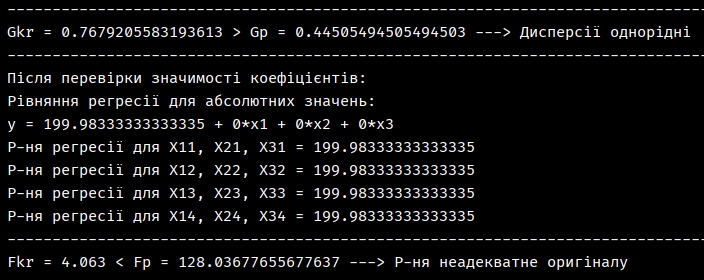 Gkr = 0.7679205583193613 > Gp = 0.44505494505494503 ---> Дисперсії однорідні
Після перевірки значимості коефіцієнтів:
Рівняння регресії для абсолютних значень:
y = 199.98333333333335 + 0*x1 + 0*x2 + 0*x3
Р-ня регресії для X11, X21, X31 = 199.98333333333335
Р-ня регресії для X12, X22, X32 = 199.98333333333335
Р-ня регресії для X13, X23, X33 = 199.98333333333335
Р-ня регресії для X14, X24, X34 = 199.98333333333335
Fkr = 4.063 < Fp = 128.03677655677637 ---> Р-ня неадекватне оригіналу